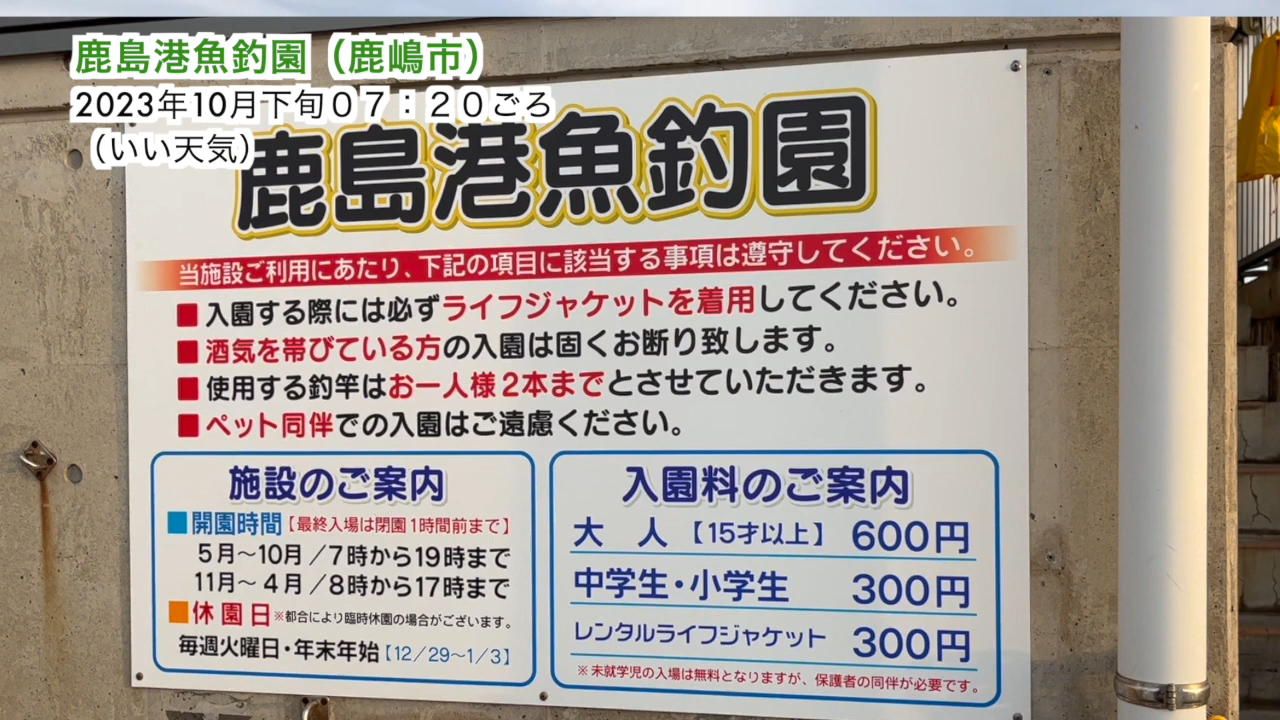 鹿島港魚釣園（鹿嶋市）
2023年10月下旬０７：２０ごろ
（いい天気）
鹿島港魚釣園
当施設ご利用にあたり、下記の項目に該当する事項は遵守してください。
■入園する際には必ずライフジャケットを着用してください。
■酒気を帯びている方の入園は固くお断り致します。
■使用する釣竿はお一人様2本までとさせていただきます。
■ペット同伴での入園はご遠慮ください。
施設のご案内
■開園時間【最終入場は閉園1時間前まで】
5月～10月／7時から19時まで
11月～4月／8時から17時まで
■休園日※都合により臨時休園の場合がございます。
毎週火曜日・年末年始【12／29～1／3】
入園料のご案内
大人【15才以上】600円
中学生・小学生 300円
レンタルライフジャケット 300円
※未就学児の入場は無料となりますが、保護者の同伴が必要です。